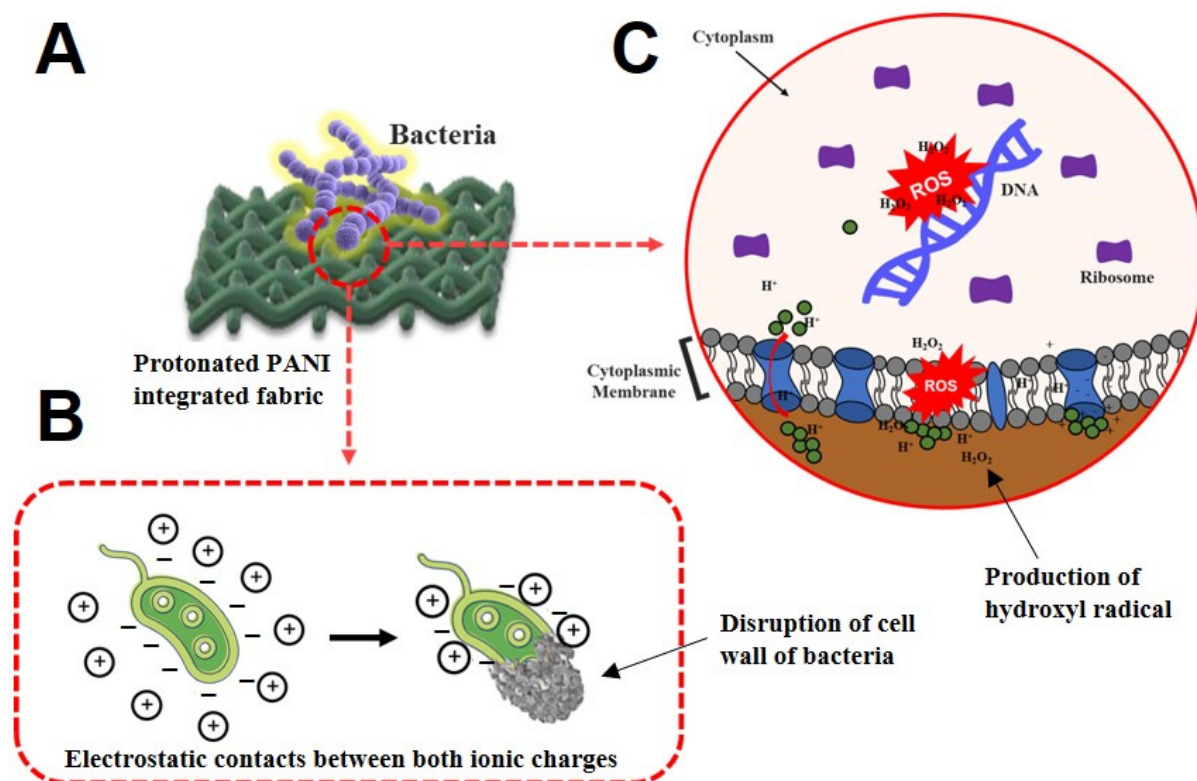 A
Bacteria
Protonated PANI
integrated fabric
B
+
+
+
+
+
+
+
+
+
−
−
−
−
−
−
−
−
+
+
+
+
+
−
−
−
−
Disruption of cell
wall of bacteria
Electrostatic contacts between both ionic charges
C
Cytoplasm
H₂O₂
ROS
H₂O₂
H₂O₂
DNA
Ribosome
H⁺
H⁺
Cytoplasmic
Membrane
H₂O₂
ROS
H⁺
H⁺
H⁺
+
H⁺
H₂O₂
H⁺
H⁺
H₂O₂
Production of
hydroxyl radical